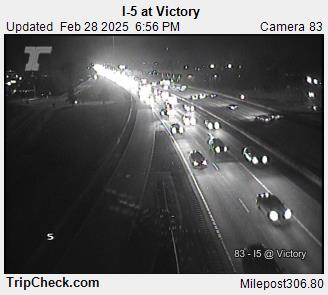 I-5 at Victory
Updated Feb 28 2025 6:56 PM Camera 83
T
S
83 - I5 @ Victory
TripCheck.com Milepost306.80